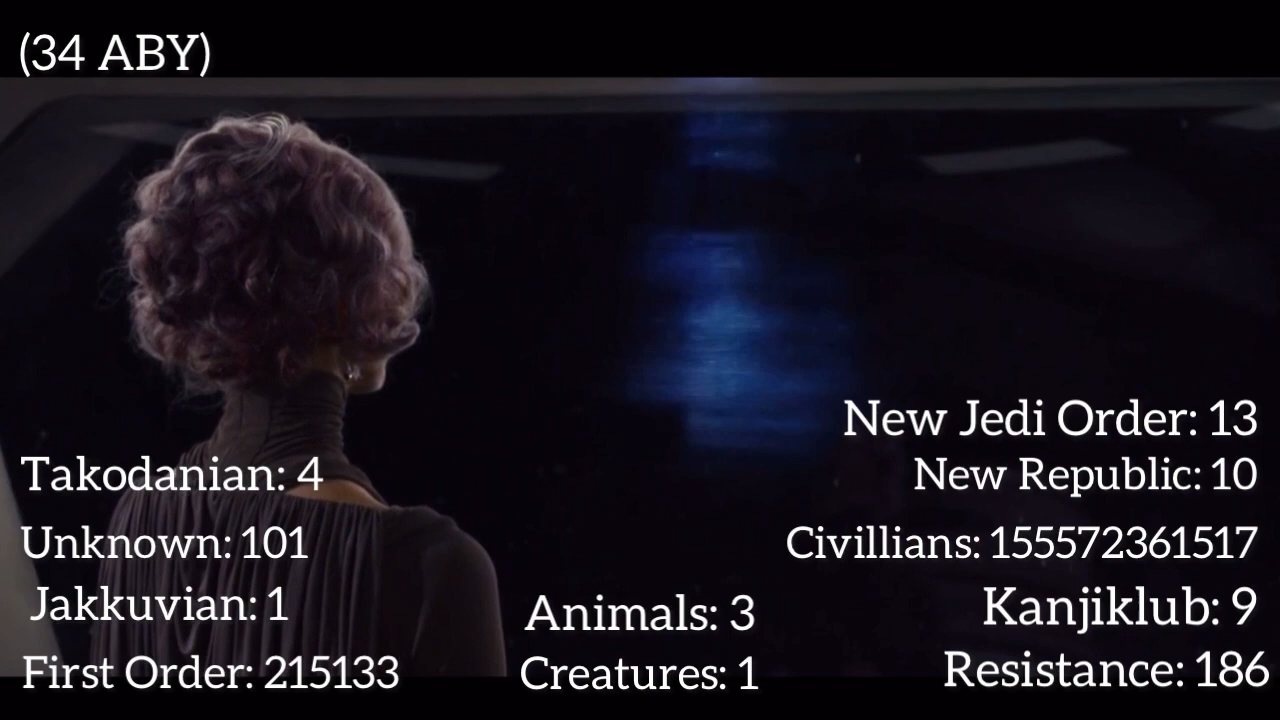 (34 ABY)
New Jedi Order: 13
Takodanian: 4
New Republic: 10
Unknown: 101
Civillians: 155572361517
Jakkuvian: 1
Animals: 3
Kanjiklub: 9
First Order: 215133
Creatures: 1
Resistance: 186